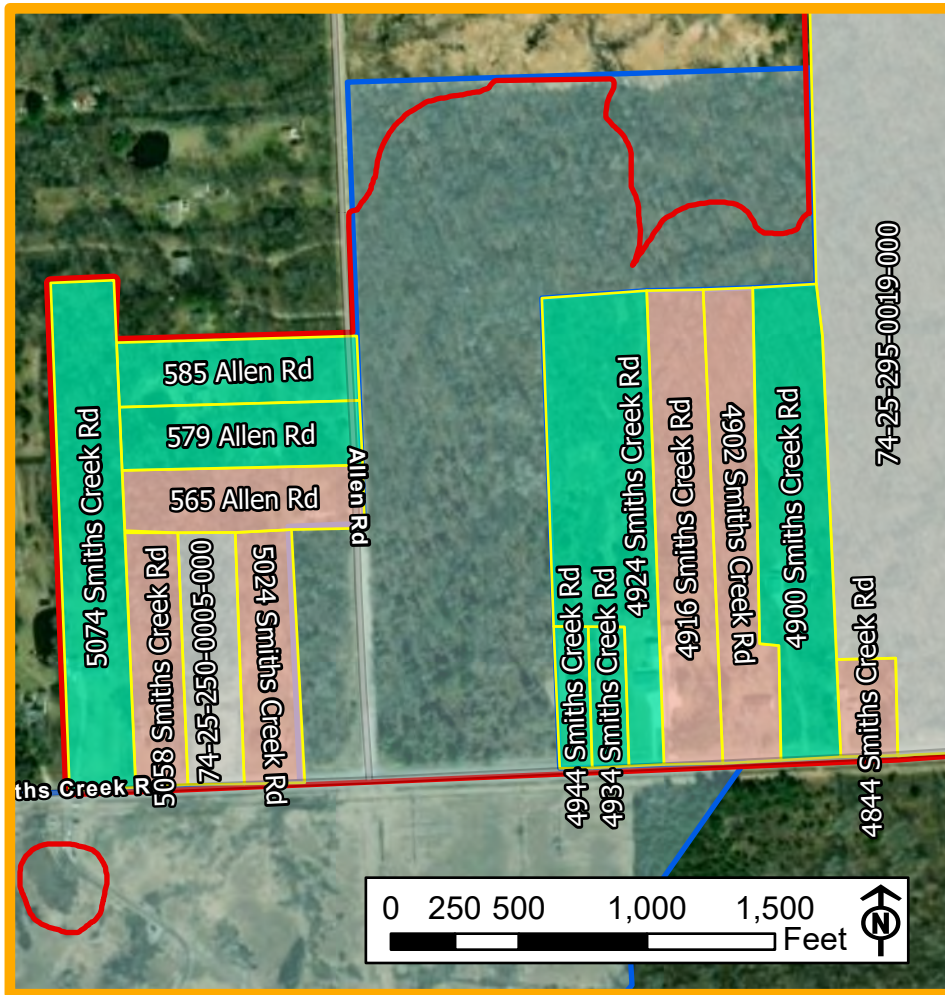 585 Allen Rd
579 Allen Rd
565 Allen Rd
Allen Rd
5074 Smiths Creek Rd
5058 Smiths Creek Rd
74-25-250-0005-000
5024 Smiths Creek Rd
4944 Smiths Creek Rd
4934 Smiths Creek Rd
4924 Smiths Creek Rd
4916 Smiths Creek Rd
4902 Smiths Creek Rd
4900 Smiths Creek Rd
4844 Smiths Creek Rd
74-25-295-0019-000
ths Creek R
0 250 500 1,000 1,500
Feet
N